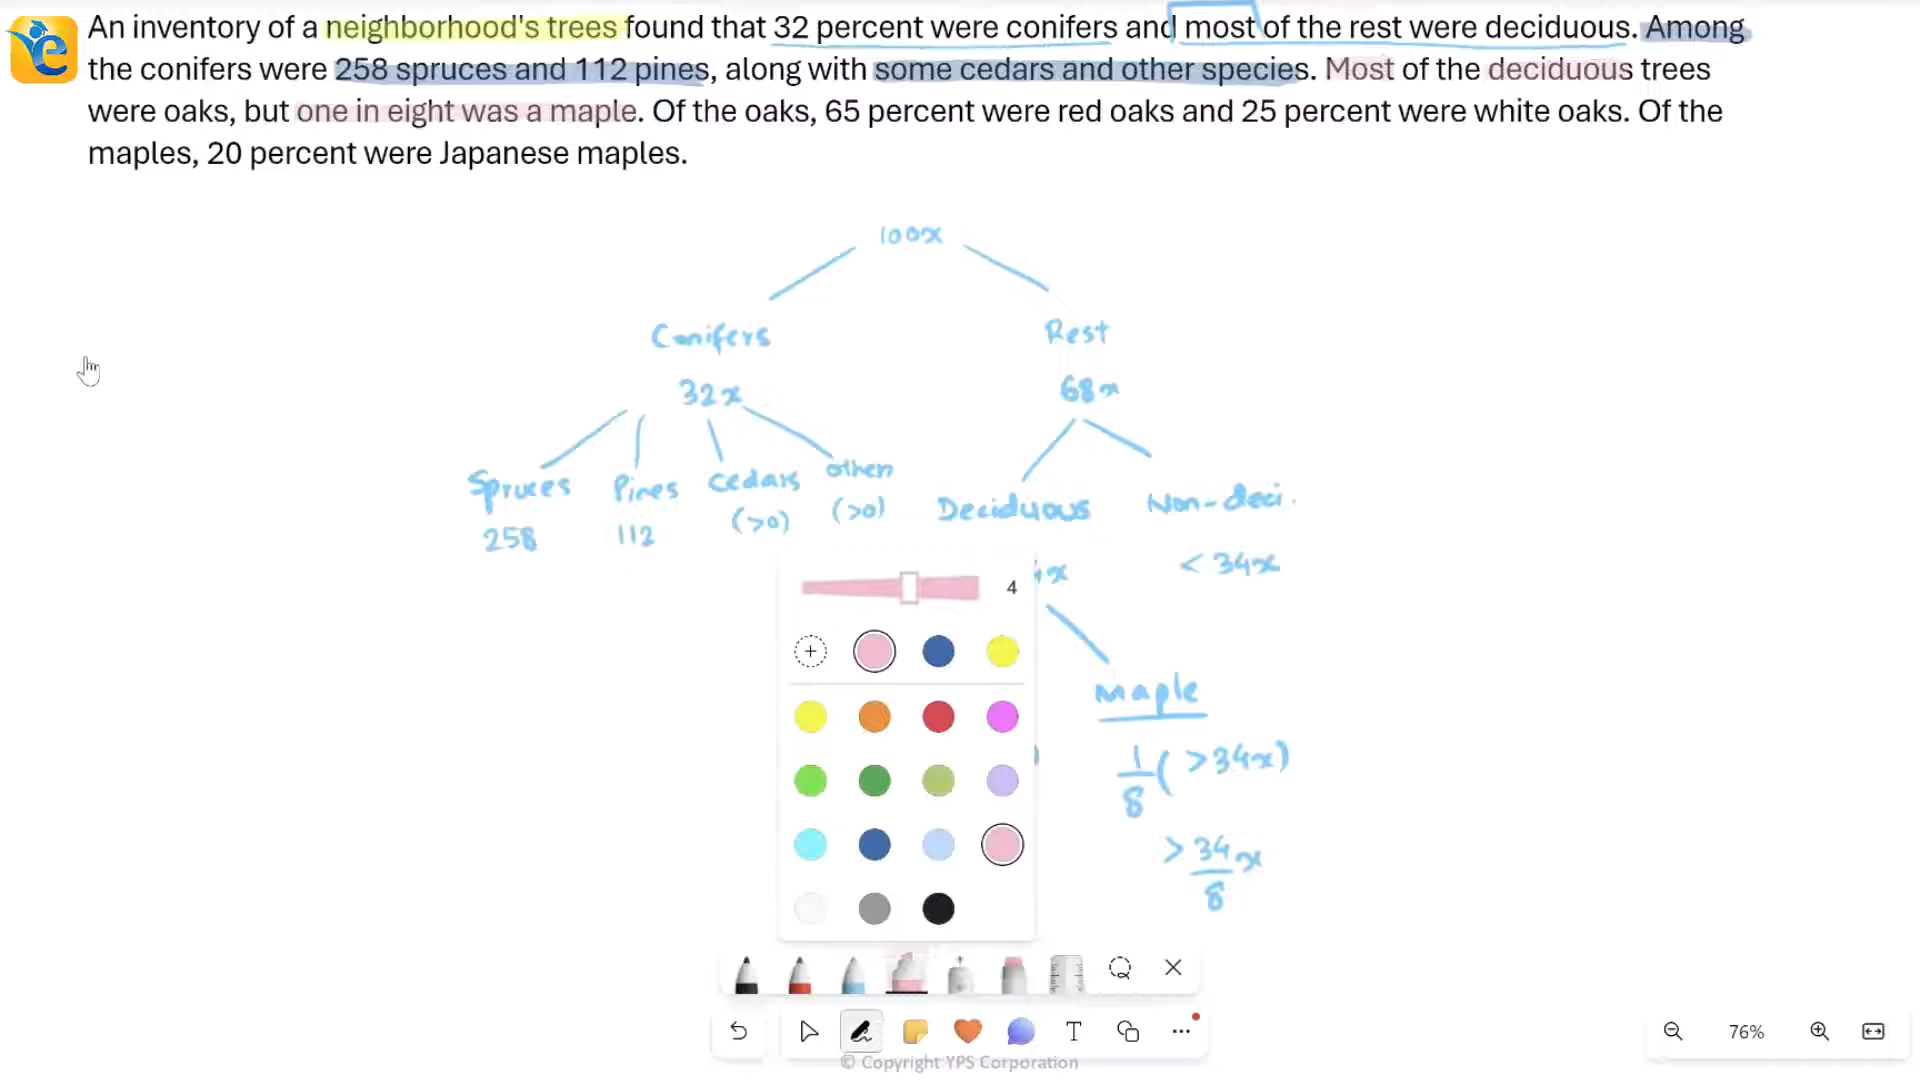 An inventory of a neighborhood's trees found that 32 percent were conifers and most of the rest were deciduous. Among
the conifers were 258 spruces and 112 pines, along with some cedars and other species. Most of the deciduous trees
were oaks, but one in eight was a maple. Of the oaks, 65 percent were red oaks and 25 percent were white oaks. Of the
maples, 20 percent were Japanese maples.
100x
Conifers
Rest
32x
68x
Spruces
Pines
Cedars
other
Deciduous
Non-deci.
258
112
(>0)
(>0)
< 34x
4
Maple
1/8 ( >34x)
> 34/8 x
T
76%
© Copyright YPS Corporation